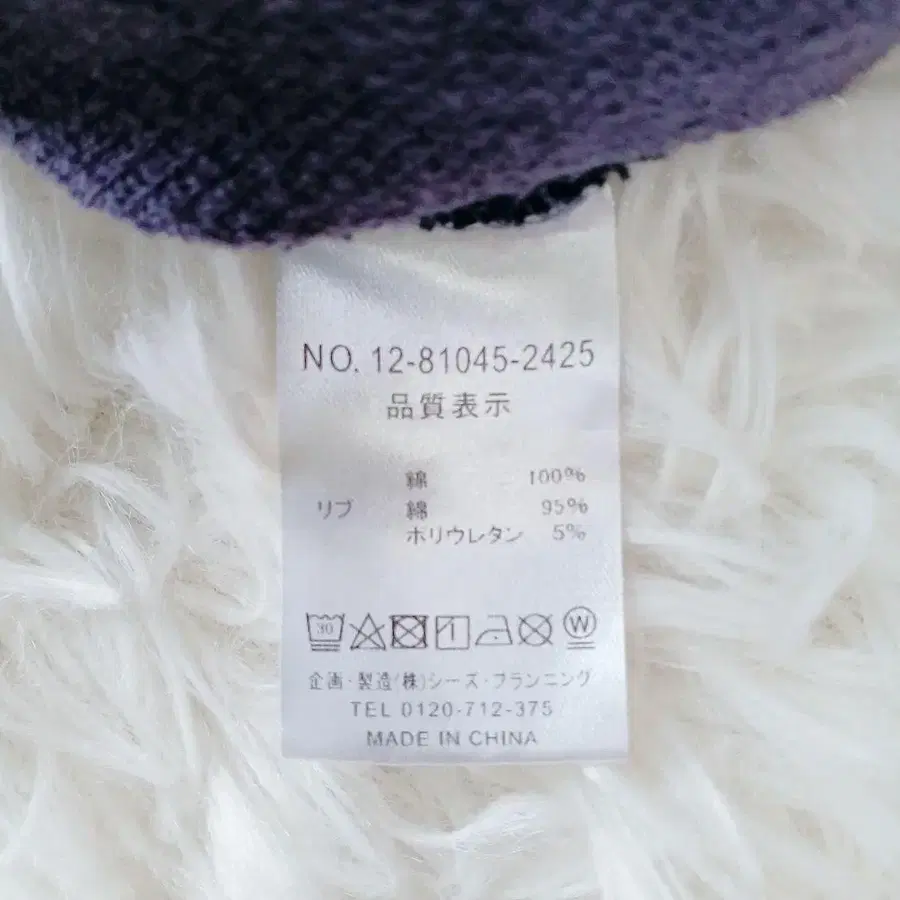 NO. 12-81045-2425
品質表示
綿 100%
リブ 綿 95%
ポリウレタン 5%
30 W
企画・製造(株)シーズ・プランニング
TEL 0120-712-375
MADE IN CHINA